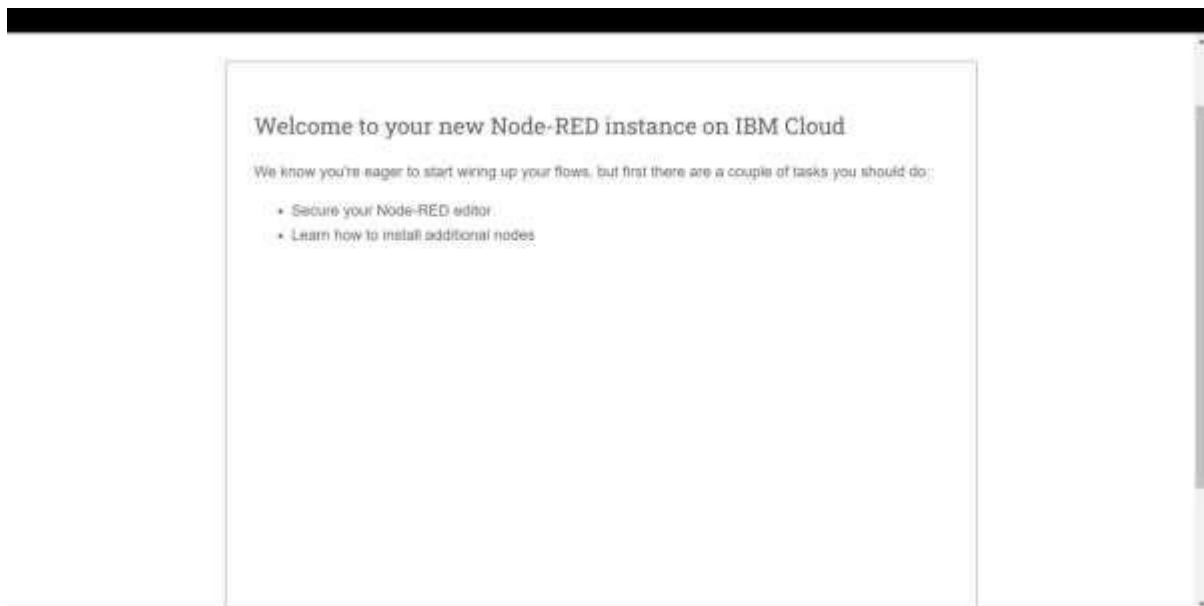 Welcome to your new Node-RED instance on IBM Cloud
We know you're eager to start wiring up your flows, but first there are a couple of tasks you should do:
• Secure your Node-RED editor
• Learn how to install additional nodes